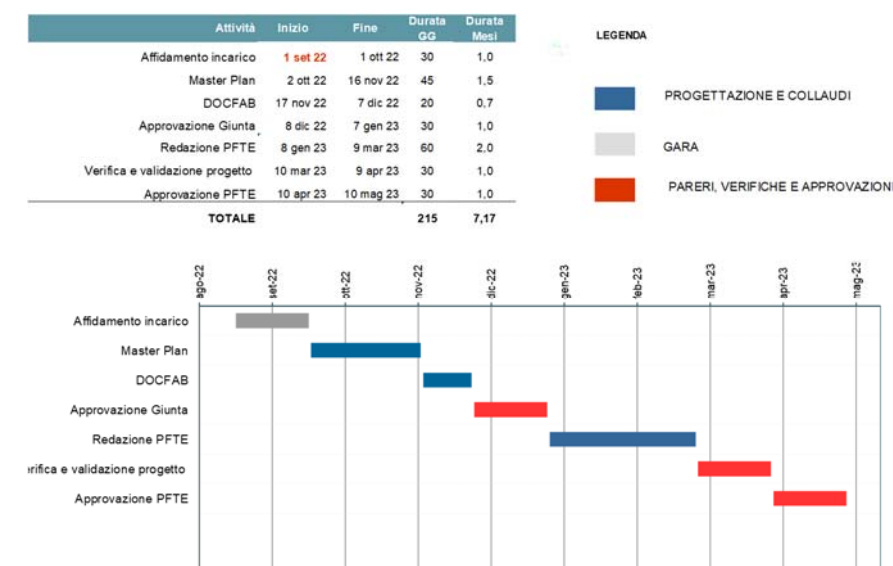 Attività Inizio Fine Durata GG Durata Mesi
Affidamento incarico 1 set 22 1 ott 22 30 1,0
Master Plan 2 ott 22 16 nov 22 45 1,5
DOCFAB 17 nov 22 7 dic 22 20 0,7
Approvazione Giunta 8 dic 22 7 gen 23 30 1,0
Redazione PFTE 8 gen 23 9 mar 23 60 2,0
Verifica e validazione progetto 10 mar 23 9 apr 23 30 1,0
Approvazione PFTE 10 apr 23 10 mag 23 30 1,0
TOTALE 215 7,17
LEGENDA
PROGETTAZIONE E COLLAUDI
GARA
PARERI, VERIFICHE E APPROVAZIONI
ago-22 set-22 ott-22 nov-22 dic-22 gen-23 feb-23 mar-23 apr-23 mag-23
Affidamento incarico
Master Plan
DOCFAB
Approvazione Giunta
Redazione PFTE
rifica e validazione progetto
Approvazione PFTE